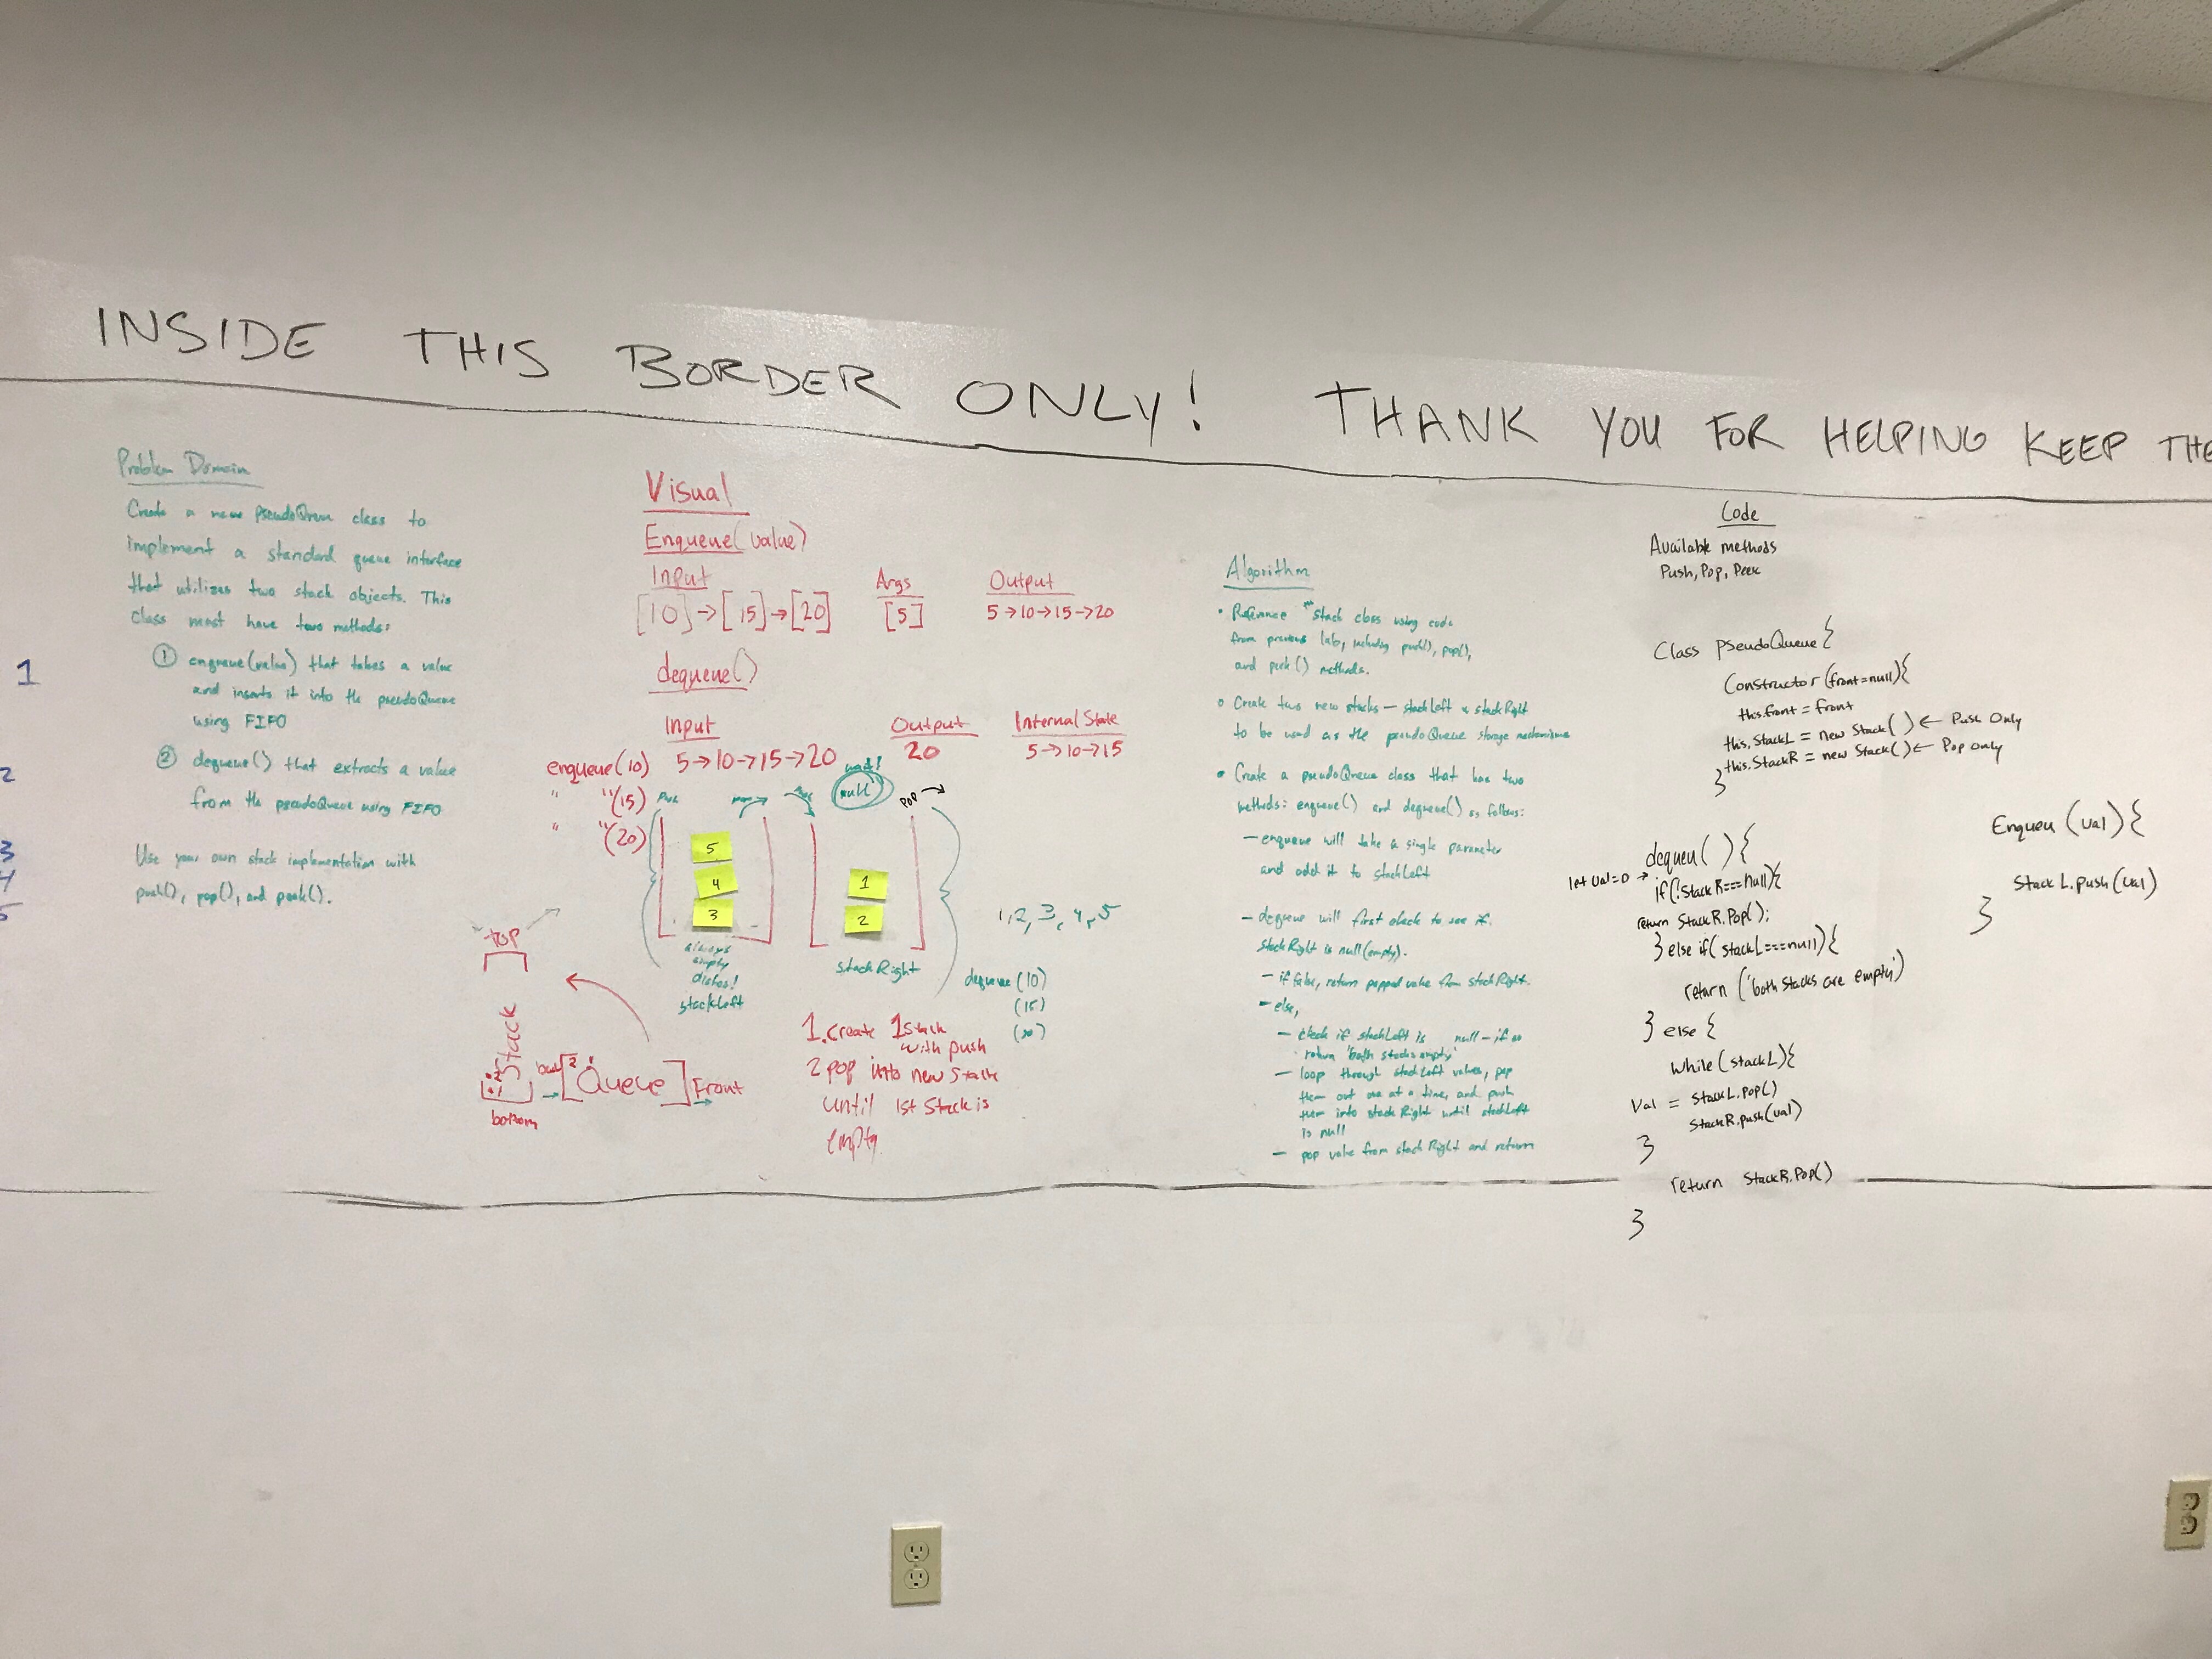 INSIDE THIS BORDER ONLY! THANK YOU FOR HELPING KEEP THE
1
2
3
4
5
Problem Domain
Create a new pseudoQueue class to
implement a standard queue interface
that utilizes two stack objects. This
class must have two methods:
① enqueue(value) that takes a value
and inserts it into the pseudoQueue
using FIFO
② dequeue() that extracts a value
from the pseudoQueue using FIFO
Use your own stack implementation with
push(), pop(), and peek().
Visual
Enqueue(value)
Input Args Output
[10]→[15]→[20] [5] 5→10→15→20
dequeue()
Input Output Internal State
enqueue(10) 5→10→15→20 20 5→10→15
" "(15)
" "(20)
null
POP →
5
4
3
1
2
always
empty
dishes!
stackLeft
stackRight
1,2,3,4,5
dequeue(10)
(15)
(20)
top
Stack
bottom
back [Queue] Front
2 1
1. Create 1 stack
with push
2 pop into new stack
until 1st Stack is
empty
Algorithm
• Reference Stack class using code
from previous lab, including push(), pop(),
and peek() methods.
• Create two new stacks — stackLeft & stackRight
to be used as the pseudoQueue storage mechanisms
• Create a pseudoQueue class that has two
methods: enqueue() and dequeue() as follows:
— enqueue will take a single parameter
and add it to stackLeft
— dequeue will first check to see if
stackRight is null(empty).
— if false, return popped value from stackRight.
— else,
— check if stackLeft is null — if so
return 'both stacks empty'
— loop through stackLeft values, pop
them out one at a time, and push
them into stackRight until stackLeft
is null
— pop value from stackRight and return
Code
Available methods
Push, Pop, Peek
Class pseudoQueue{
Constructor(front=null){
this.front = front
this.StackL = new Stack() ← Push Only
this.StackR = new Stack() ← Pop only
}
dequeu( ){
let val=0 →
if(!StackR===null){
return StackR.Pop();
} else if(stackL===null){
return ('both stacks are empty')
} else {
while(stackL){
Val = StackL.Pop()
StackR.push(val)
}
return StackR.Pop()
}
Enqueu (val){
StackL.push(val)
}